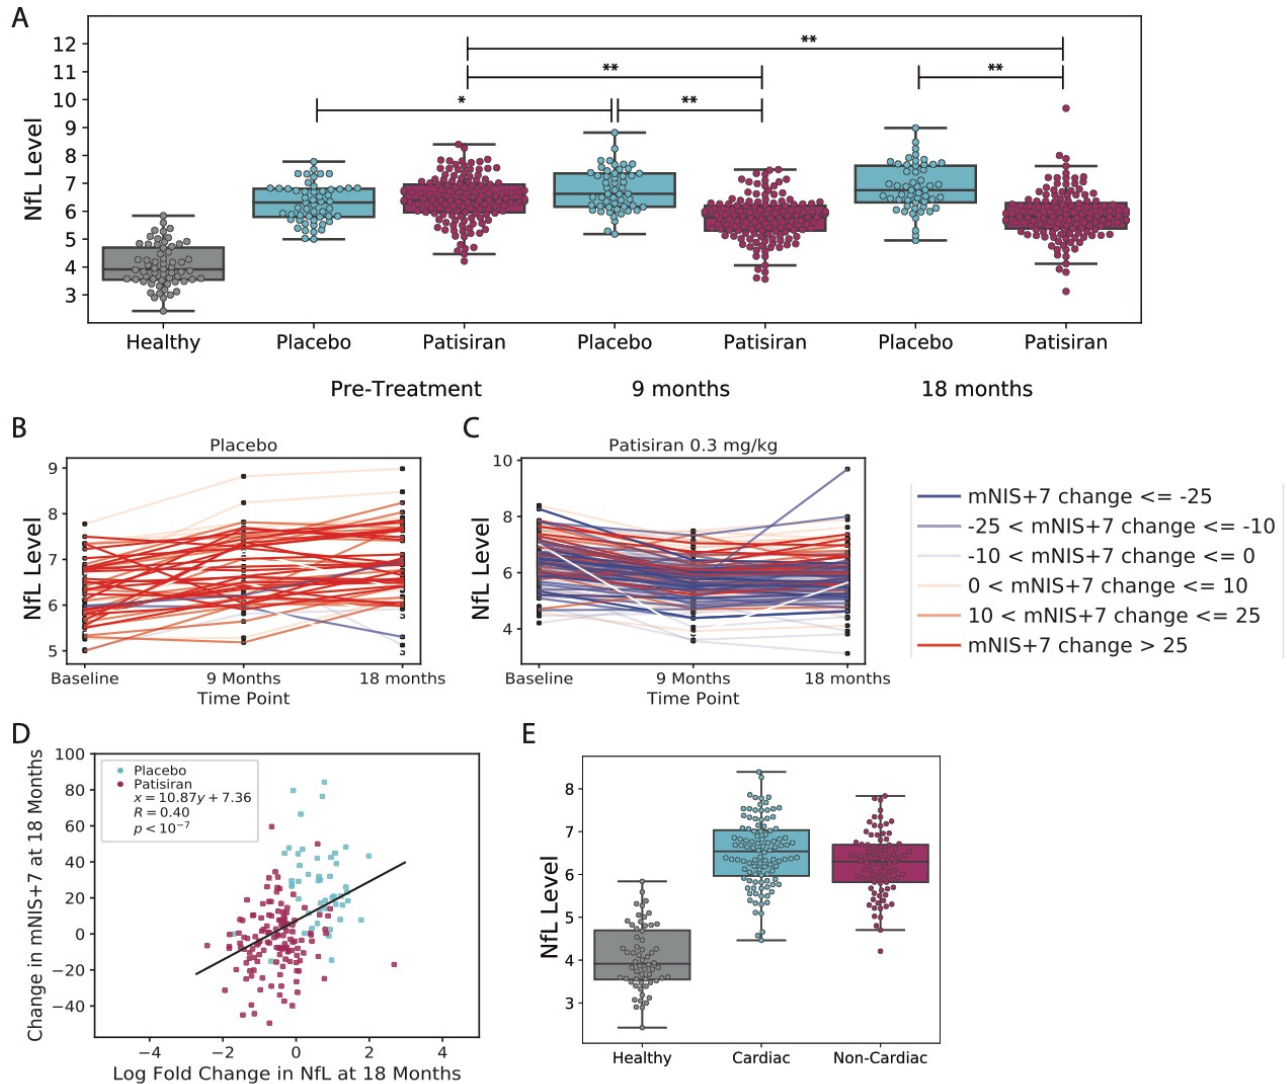 A
NfL Level
12
11
10
9
8
7
6
5
4
3
**
**
**
*
**
Healthy
Placebo
Patisiran
Placebo
Patisiran
Placebo
Patisiran
Pre-Treatment
9 months
18 months
B
Placebo
NfL Level
9
8
7
6
5
Baseline
9 Months
18 months
Time Point
C
Patisiran 0.3 mg/kg
NfL Level
10
8
6
4
Baseline
9 Months
18 months
Time Point
mNIS+7 change <= -25
-25 < mNIS+7 change <= -10
-10 < mNIS+7 change <= 0
0 < mNIS+7 change <= 10
10 < mNIS+7 change <= 25
mNIS+7 change > 25
D
Change in mNIS+7 at 18 Months
100
80
60
40
20
0
−20
−40
Placebo
Patisiran
x = 10.87y + 7.36
R = 0.40
p < 10⁻⁷
−4
−2
0
2
4
Log Fold Change in NfL at 18 Months
E
NfL Level
8
7
6
5
4
3
Healthy
Cardiac
Non-Cardiac